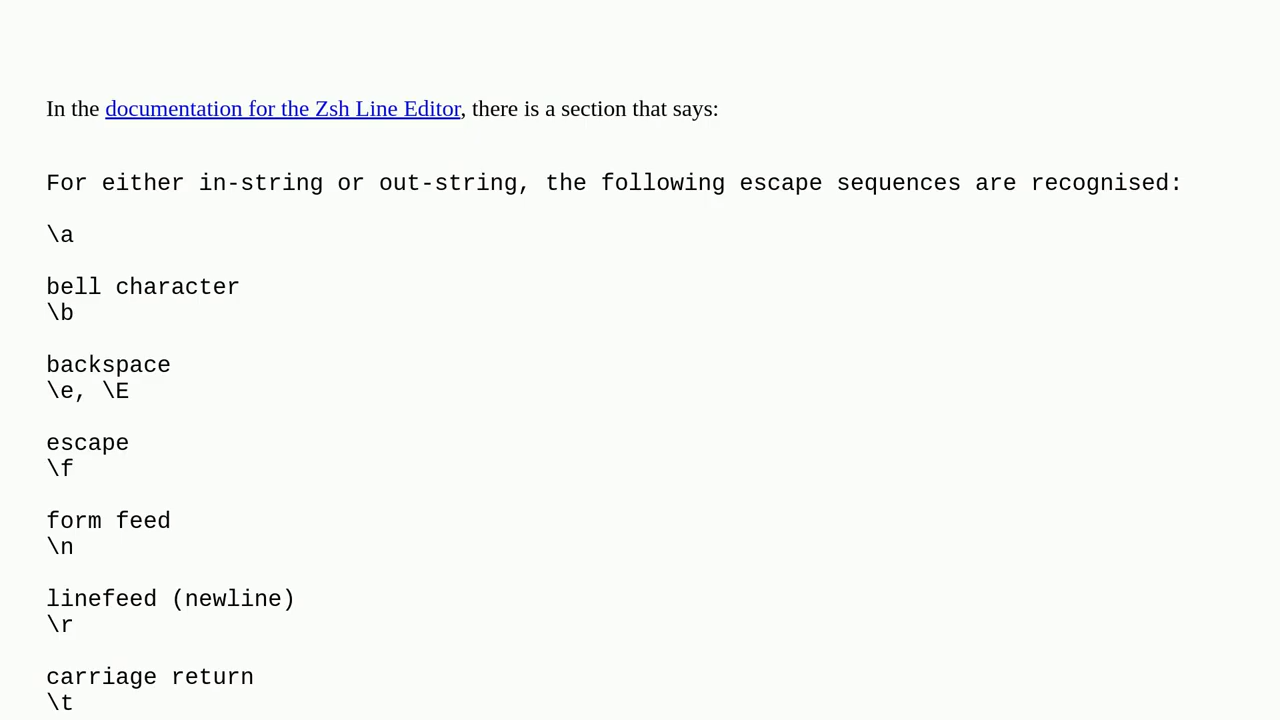 In the documentation for the Zsh Line Editor, there is a section that says:
For either in-string or out-string, the following escape sequences are recognised:
\a
bell character
\b
backspace
\e, \E
escape
\f
form feed
\n
linefeed (newline)
\r
carriage return
\t